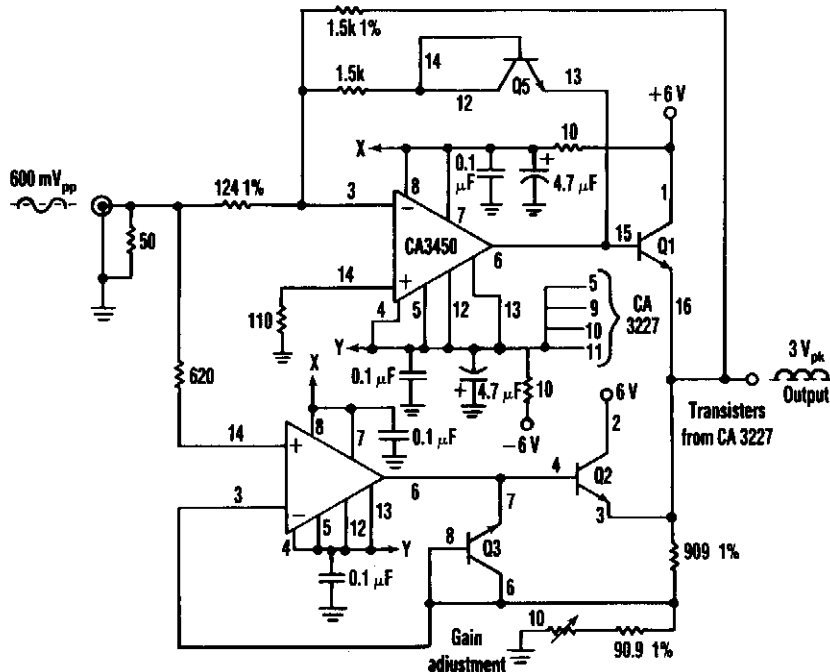 1.5k 1%
1.5k
14
12
Q5
13
+6 V
X
8
7
0.1 μF
+
4.7 μF
10
1
600 mVpp
124 1%
3
50
−
CA3450
6
15
Q1
14
+
110
4
5
12
13
5
9
10
11
CA 3227
16
Y
0.1 μF
+
4.7 μF
10
−6 V
3 Vpk
Output
Transisters
from CA 3227
620
X
8
7
0.1 μF
6 V
2
14
+
6
4
Q2
3
−
4
5
12
13
Y
0.1 μF
7
8
Q3
6
3
909 1%
10
90.9 1%
Gain
adjustment